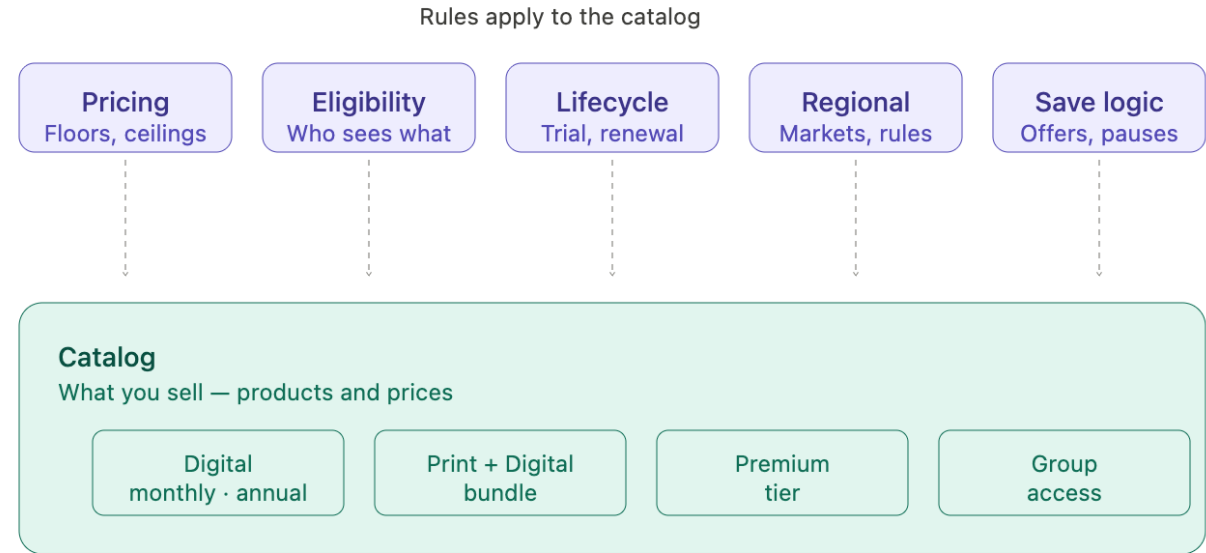 Rules apply to the catalog
Pricing
Floors, ceilings
Eligibility
Who sees what
Lifecycle
Trial, renewal
Regional
Markets, rules
Save logic
Offers, pauses
Catalog
What you sell — products and prices
Digital
monthly · annual
Print + Digital
bundle
Premium
tier
Group
access